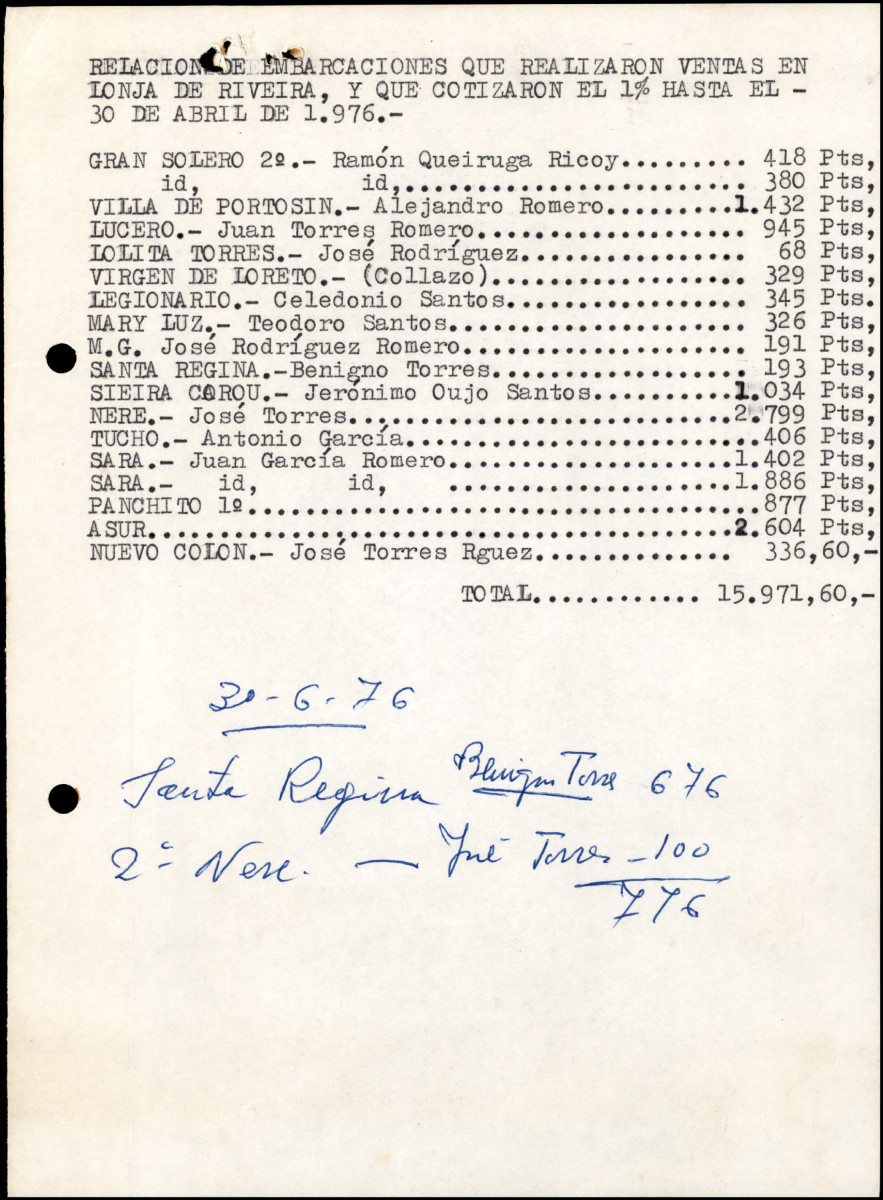 RELACION DE EMBARCACIONES QUE REALIZARON VENTAS EN
LONJA DE RIVEIRA, Y QUE COTIZARON EL 1% HASTA EL -
30 DE ABRIL DE 1.976.-
GRAN SOLERO 2º.- Ramón Queiruga Ricoy......... 418 Pts,
id, id,......................... 380 Pts,
VILLA DE PORTOSIN.- Alejandro Romero.........1.432 Pts,
LUCERO.- Juan Torres Romero................... 945 Pts,
LOLITA TORRES.- José Rodríguez................ 68 Pts,
VIRGEN DE LORETO.- (Collazo).................. 329 Pts,
LEGIONARIO.- Celedonio Santos................. 345 Pts.
MARY LUZ.- Teodoro Santos..................... 326 Pts,
M.G. José Rodríguez Romero.................... 191 Pts,
SANTA REGINA.-Benigno Torres.................. 193 Pts,
SIEIRA CAROU.- Jerónimo Oujo Santos..........1.034 Pts,
NERE.- José Torres...........................2.799 Pts,
TUCHO.- Antonio García........................406 Pts,
SARA.- Juan García Romero....................1.402 Pts,
SARA.- id, id, ....................1.886 Pts,
PANCHITO 1º...................................877 Pts,
ASUR.........................................2.604 Pts,
NUEVO COLON.- José Torres Rguez............... 336,60,-
TOTAL............ 15.971,60,-
30-6-76
Santa Regina Benigno Torres 676
2º Nere. — José Torres - 100
776